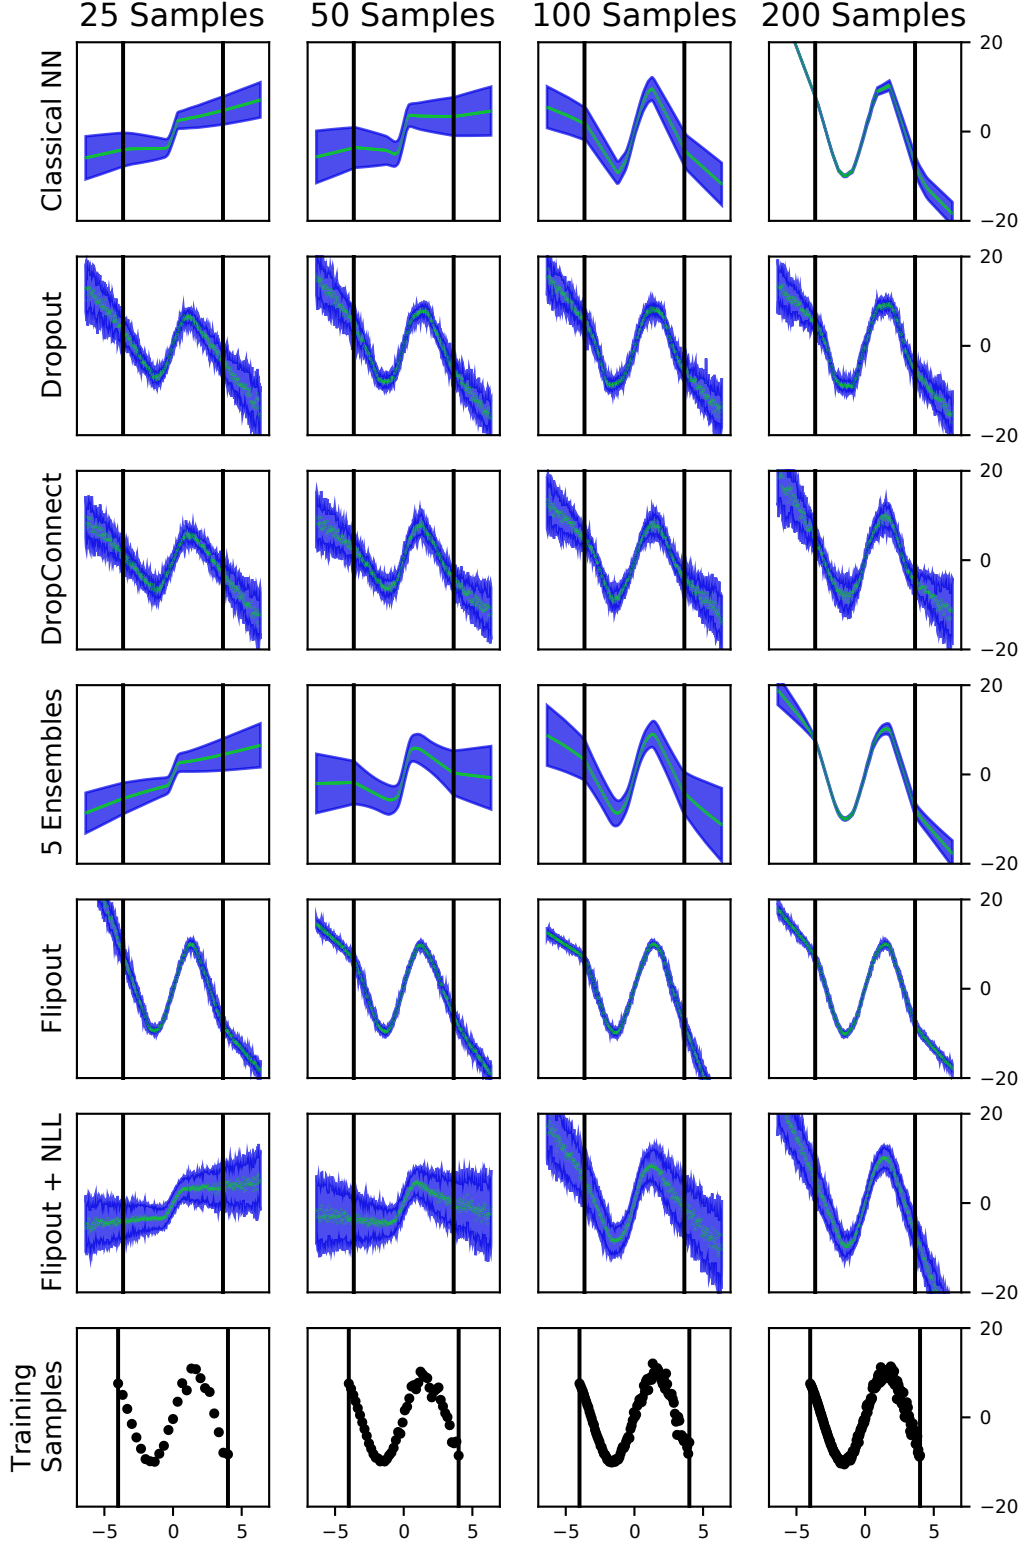 25 Samples 50 Samples 100 Samples 200 Samples
Classical NN
20
0
−20
Dropout
20
0
−20
DropConnect
20
0
−20
5 Ensembles
20
0
−20
Flipout
20
0
−20
Flipout + NLL
20
0
−20
Training
Samples
20
0
−20
−5 0 5 −5 0 5 −5 0 5 −5 0 5